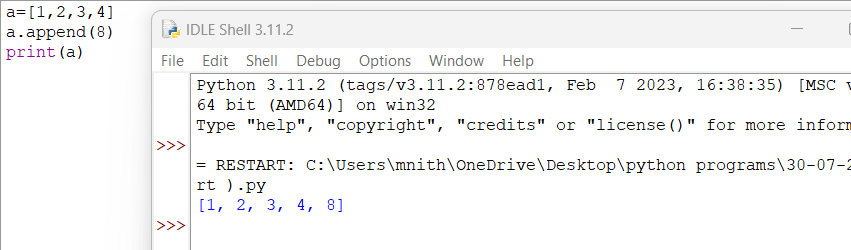 a=[1,2,3,4]
a.append(8)
print(a)
IDLE Shell 3.11.2
File Edit Shell Debug Options Window Help
Python 3.11.2 (tags/v3.11.2:878ead1, Feb  7 2023, 16:38:35) [MSC v
64 bit (AMD64)] on win32
Type "help", "copyright", "credits" or "license()" for more inform
>>>
= RESTART: C:\Users\mnith\OneDrive\Desktop\python programs\30-07-2
rt ).py
[1, 2, 3, 4, 8]
>>>